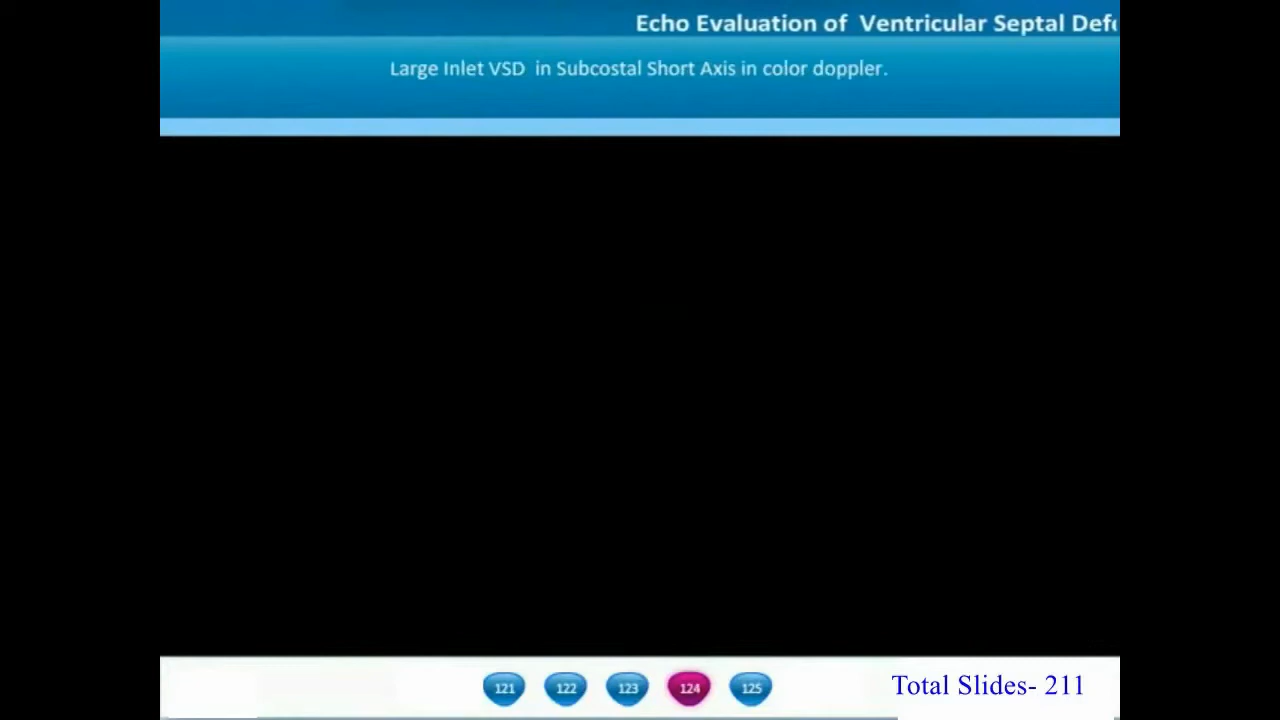 Echo Evaluation of Ventricular Septal Defe
Large Inlet VSD in Subcostal Short Axis in color doppler.
121 122 123 124 125
Total Slides- 211